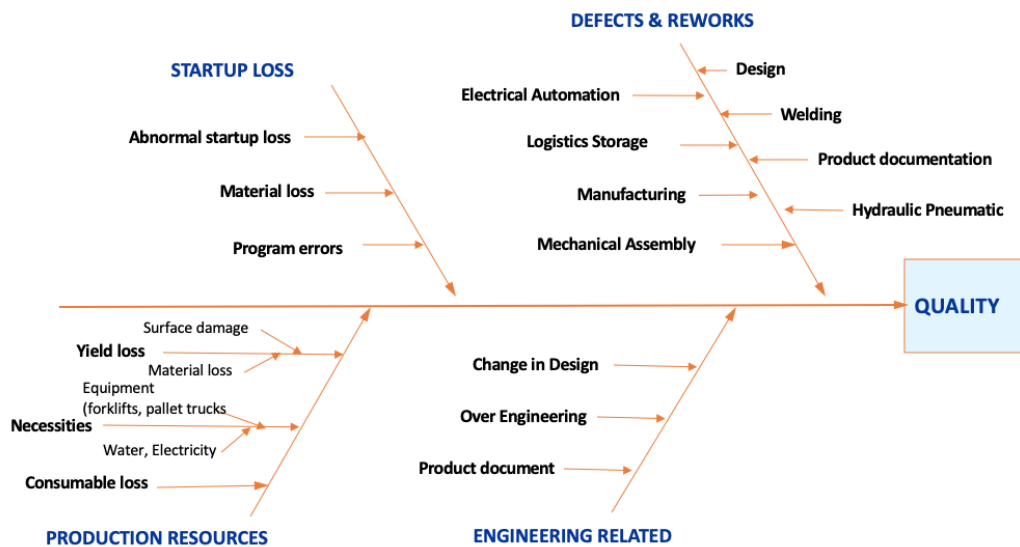 DEFECTS & REWORKS
STARTUP LOSS
Design
Electrical Automation
Welding
Abnormal startup loss
Logistics Storage
Product documentation
Material loss
Manufacturing
Hydraulic Pneumatic
Program errors
Mechanical Assembly
QUALITY
Surface damage
Yield loss
Material loss
Change in Design
Equipment
(forklifts, pallet trucks
Necessities
Over Engineering
Water, Electricity
Product document
Consumable loss
PRODUCTION RESOURCES
ENGINEERING RELATED